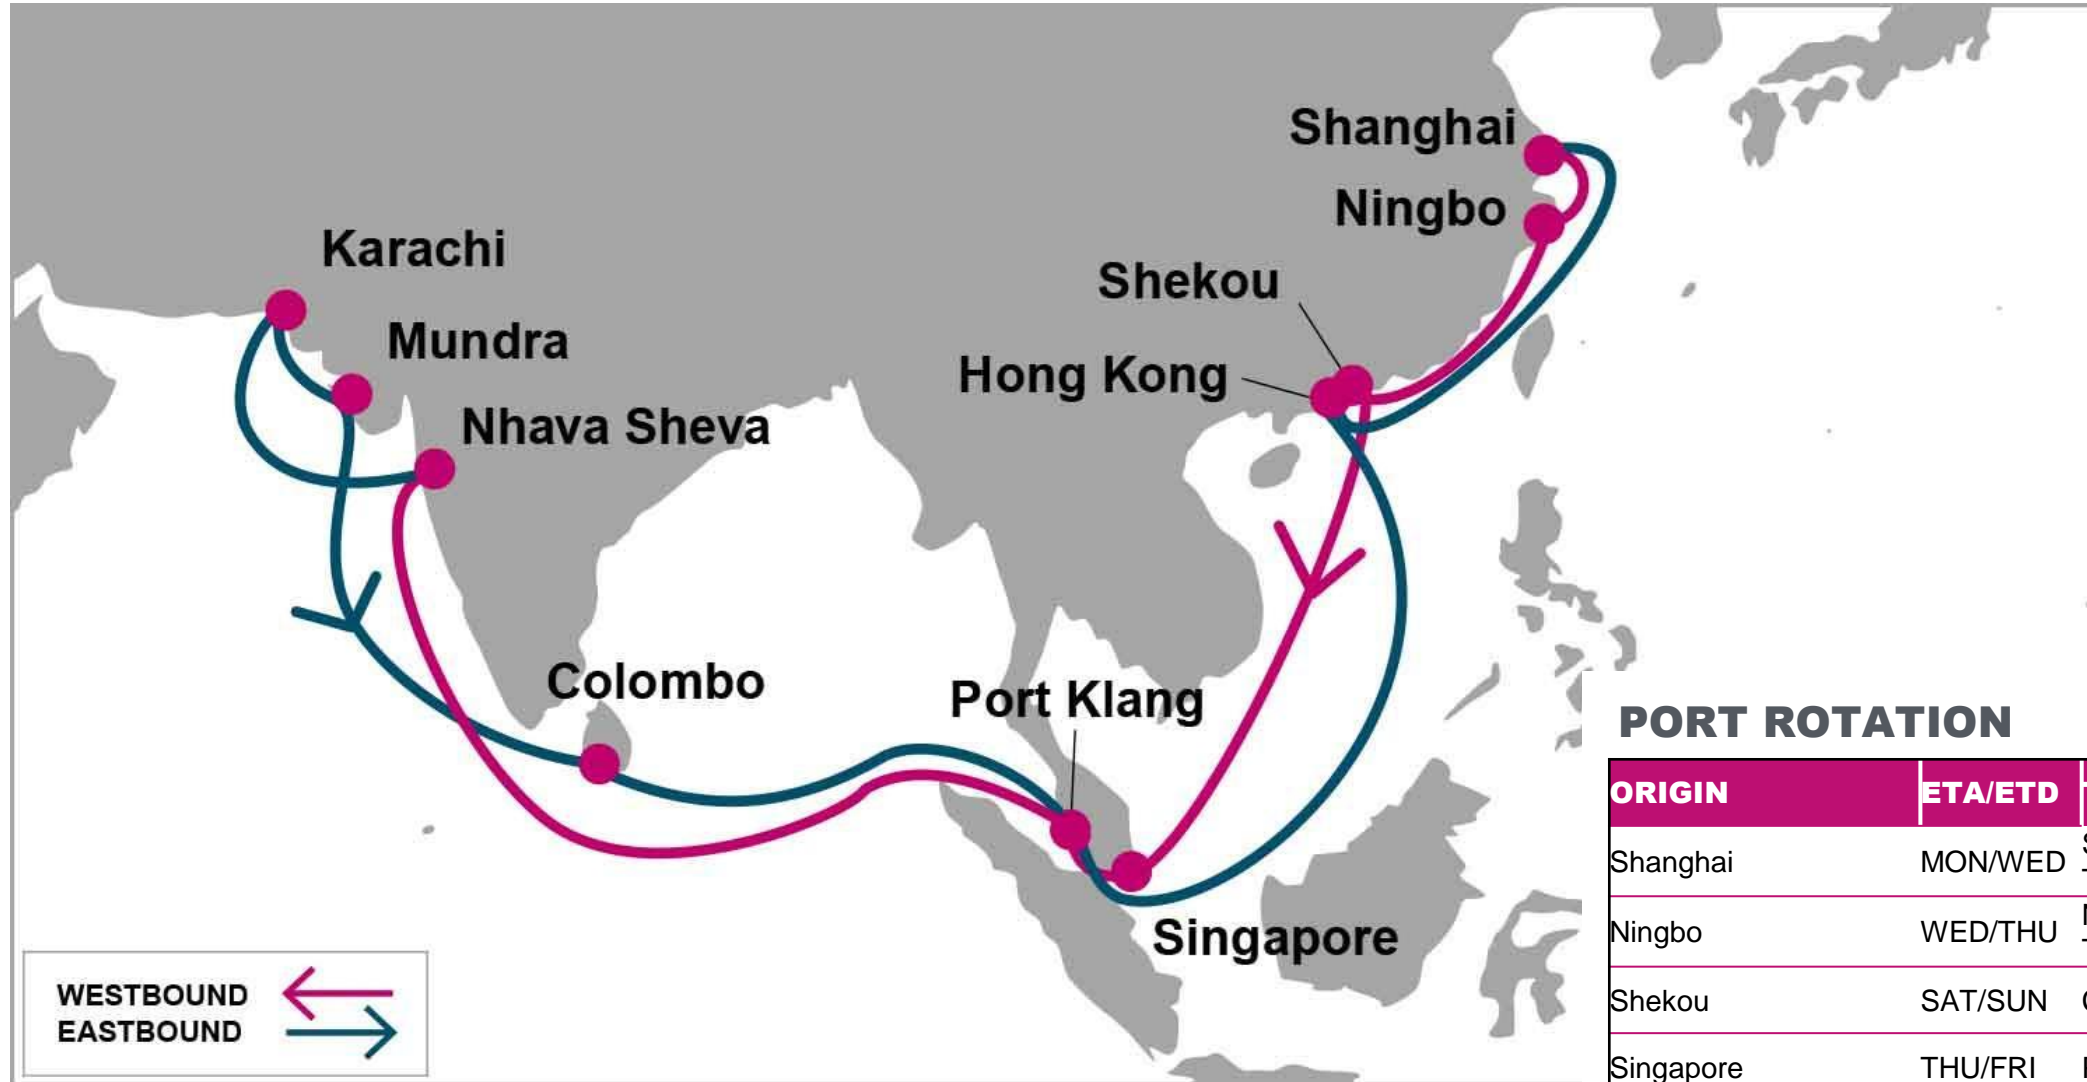 Shanghai
Ningbo
Karachi
Shekou
Mundra
Hong Kong
Nhava Sheva
Colombo
Port Klang
Singapore
WESTBOUND
EASTBOUND
PORT ROTATION
ORIGIN ETA/ETD
Shanghai MON/WED
Ningbo WED/THU
Shekou SAT/SUN
Singapore THU/FRI